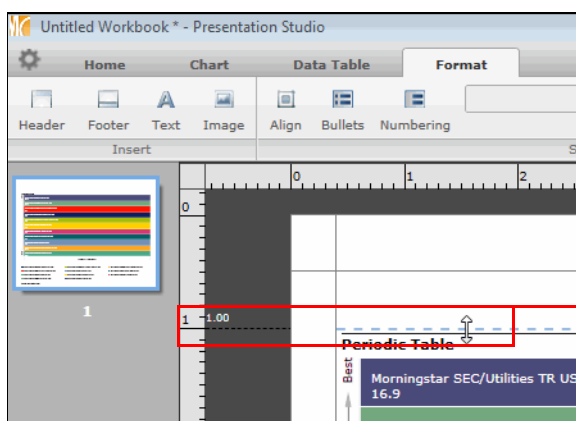 Untitled Workbook * - Presentation Studio
Home Chart Data Table Format
Header Footer Text Image Align Bullets Numbering
Insert S
0 1 2
0
1 1.00
1
Periodic Table
Best
Morningstar SEC/Utilities TR US
16.9